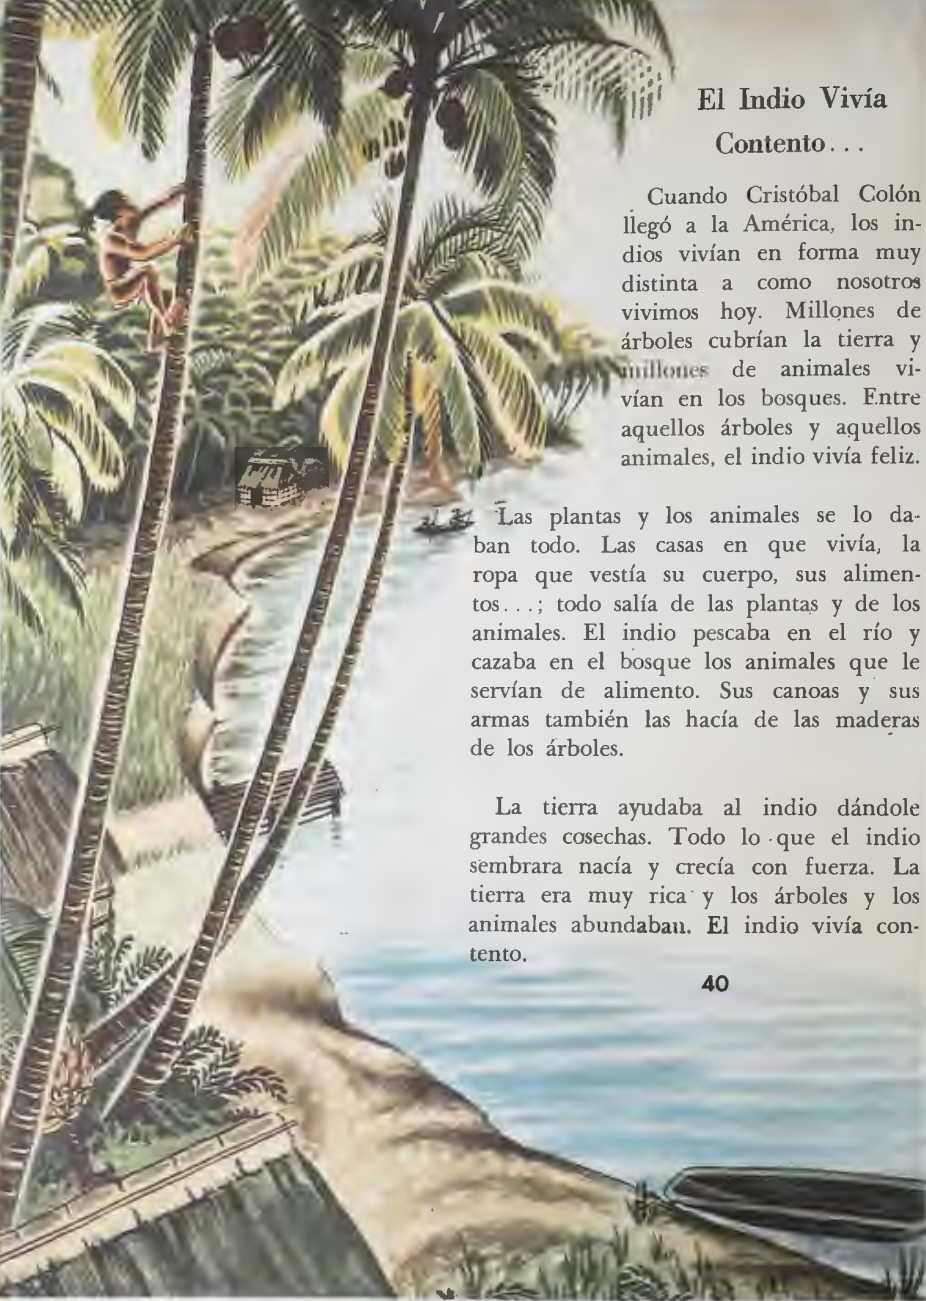 El Indio Vivía
Contento...
Cuando Cristóbal Colón
llegó a la América, los in-
dios vivían en forma muy
distinta a como nosotros
vivimos hoy. Millones de
árboles cubrían la tierra y
millones de animales vi-
vían en los bosques. Entre
aquellos árboles y aquellos
animales, el indio vivía feliz.
Las plantas y los animales se lo da-
ban todo. Las casas en que vivía, la
ropa que vestía su cuerpo, sus alimen-
tos...; todo salía de las plantas y de los
animales. El indio pescaba en el río y
cazaba en el bosque los animales que le
servían de alimento. Sus canoas y sus
armas también las hacía de las maderas
de los árboles.
La tierra ayudaba al indio dándole
grandes cosechas. Todo lo que el indio
sembrara nacía y crecía con fuerza. La
tierra era muy rica y los árboles y los
animales abundaban. El indio vivía con-
tento.
40